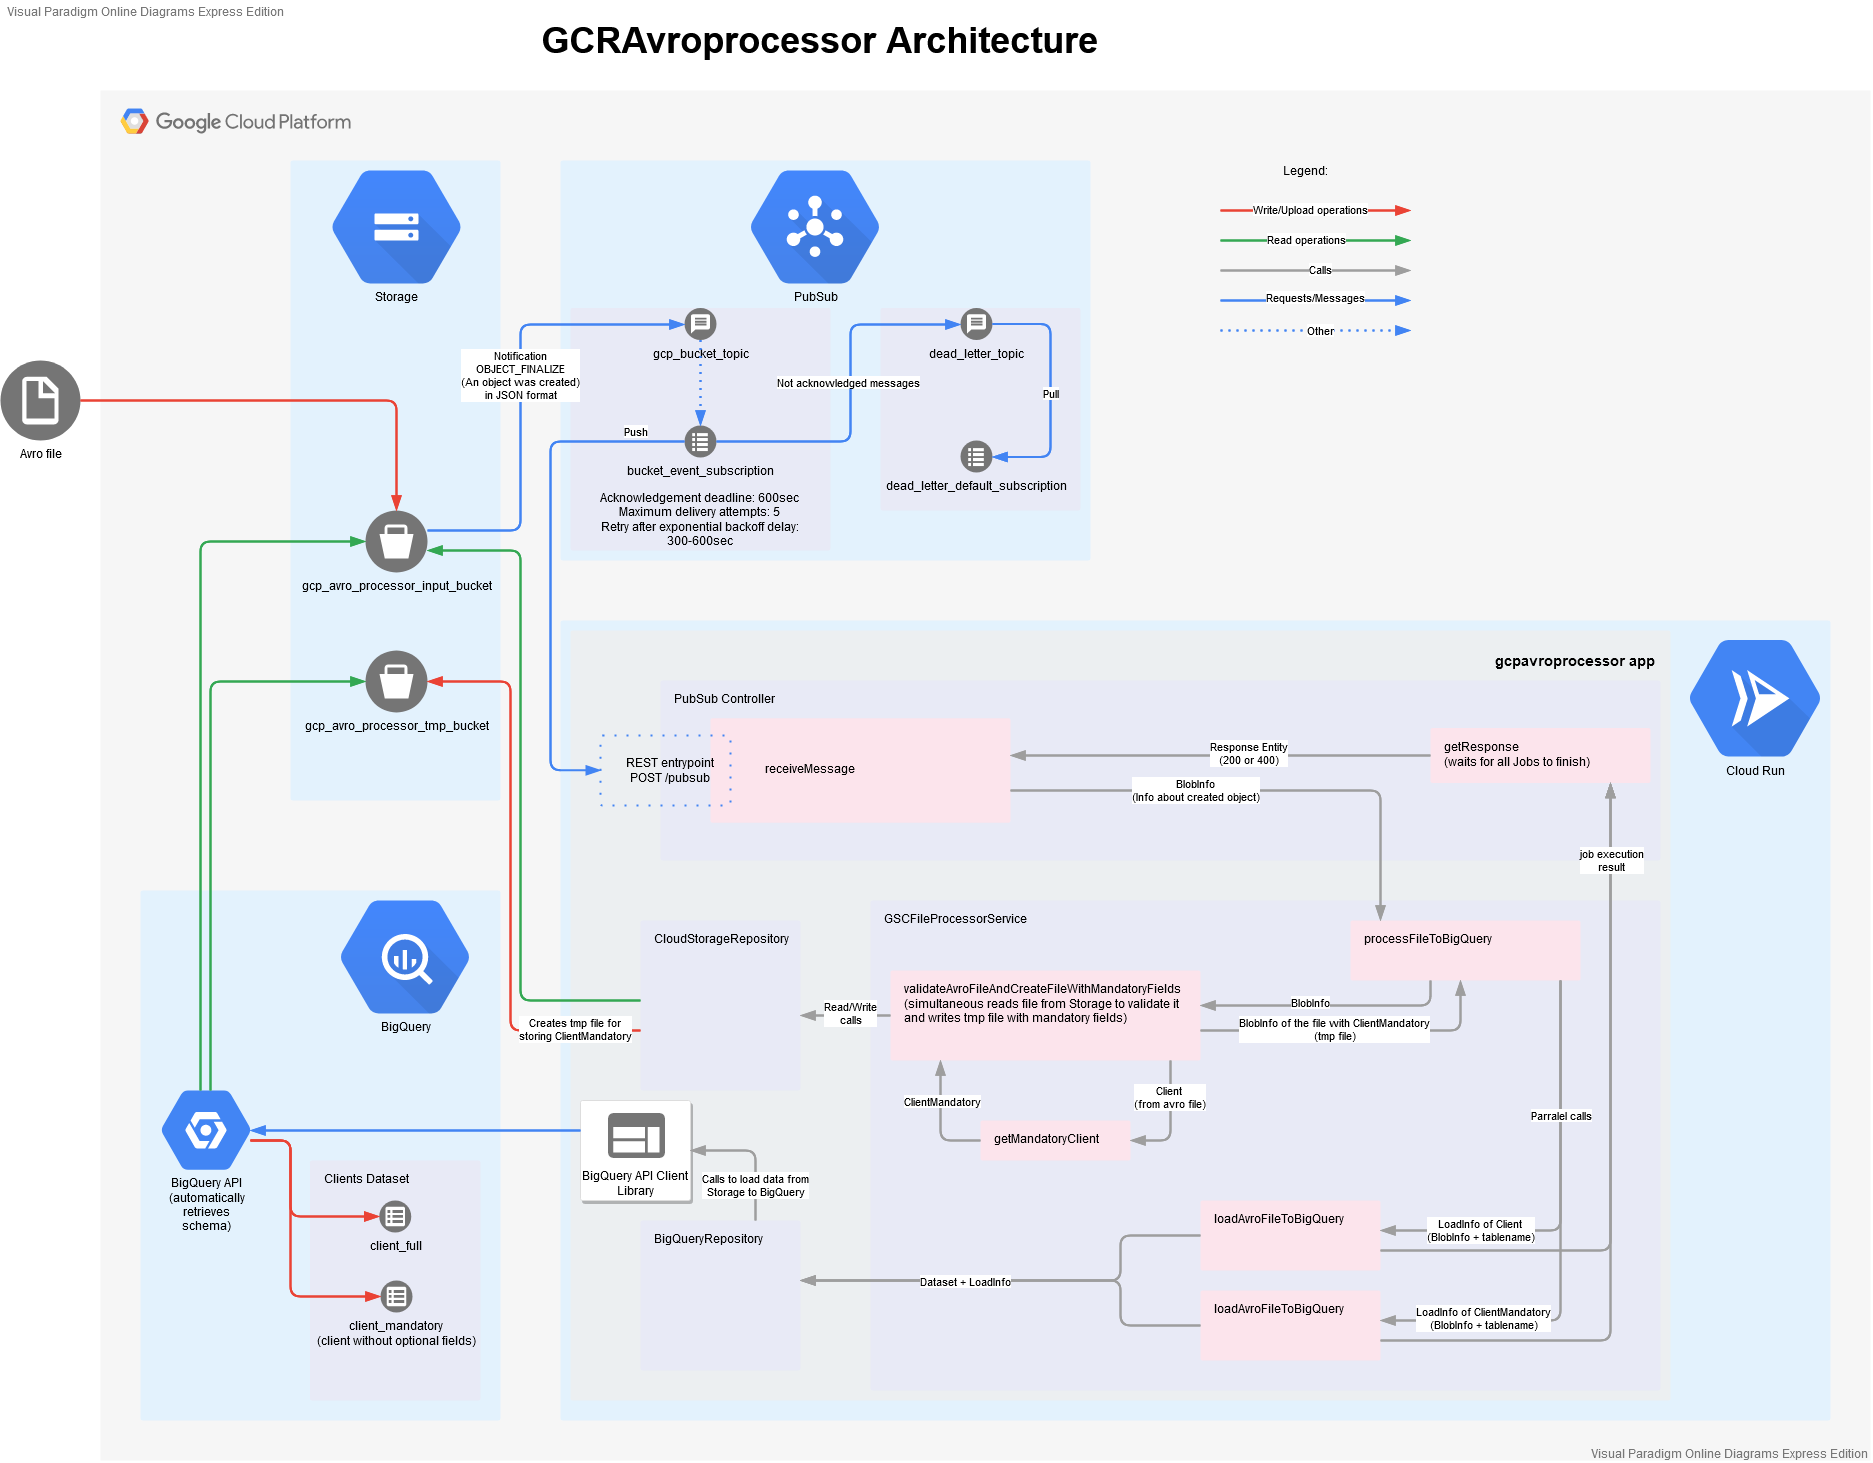 Visual Paradigm Online Diagrams Express Edition
GCRAvroprocessor Architecture
Google Cloud Platform
Storage
PubSub
Legend:
Write/Upload operations
Read operations
Calls
Requests/Messages
Other
Avro file
Notification
OBJECT_FINALIZE
(An object was created)
in JSON format
gcp_bucket_topic
dead_letter_topic
Not acknowledged messages
Pull
Push
bucket_event_subscription
dead_letter_default_subscription
Acknowledgement deadline: 600sec
Maximum delivery attempts: 5
Retry after exponential backoff delay:
300-600sec
gcp_avro_processor_input_bucket
gcp_avro_processor_tmp_bucket
gcpavroprocessor app
Cloud Run
PubSub Controller
REST entrypoint
POST /pubsub
receiveMessage
Response Entity
(200 or 400)
getResponse
(waits for all Jobs to finish)
BlobInfo
(Info about created object)
job execution
result
BigQuery
CloudStorageRepository
GSCFileProcessorService
processFileToBigQuery
validateAvroFileAndCreateFileWithMandatoryFields
(simultaneous reads file from Storage to validate it
and writes tmp file with mandatory fields)
Read/Write
calls
BlobInfo
BlobInfo of the file with ClientMandatory
(tmp file)
Creates tmp file for
storing ClientMandatory
ClientMandatory
Client
(from avro file)
getMandatoryClient
Parralel calls
BigQuery API
(automatically
retrieves
schema)
BigQuery API Client
Library
Calls to load data from
Storage to BigQuery
Clients Dataset
client_full
client_mandatory
(client without optional fields)
BigQueryRepository
Dataset + LoadInfo
loadAvroFileToBigQuery
LoadInfo of Client
(BlobInfo + tablename)
loadAvroFileToBigQuery
LoadInfo of ClientMandatory
(BlobInfo + tablename)
Visual Paradigm Online Diagrams Express Edition